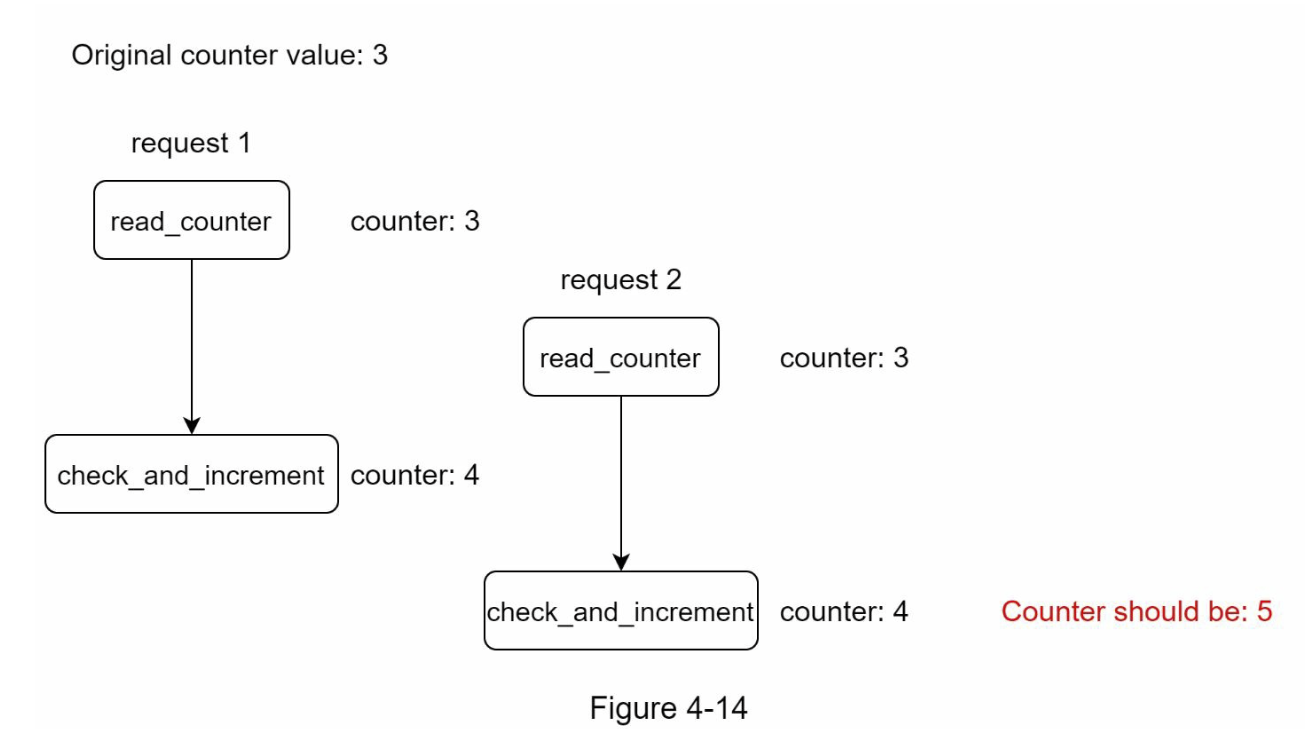 Original counter value: 3
request 1
read_counter
counter: 3
request 2
read_counter
counter: 3
check_and_increment
counter: 4
check_and_increment
counter: 4
Counter should be: 5
Figure 4-14